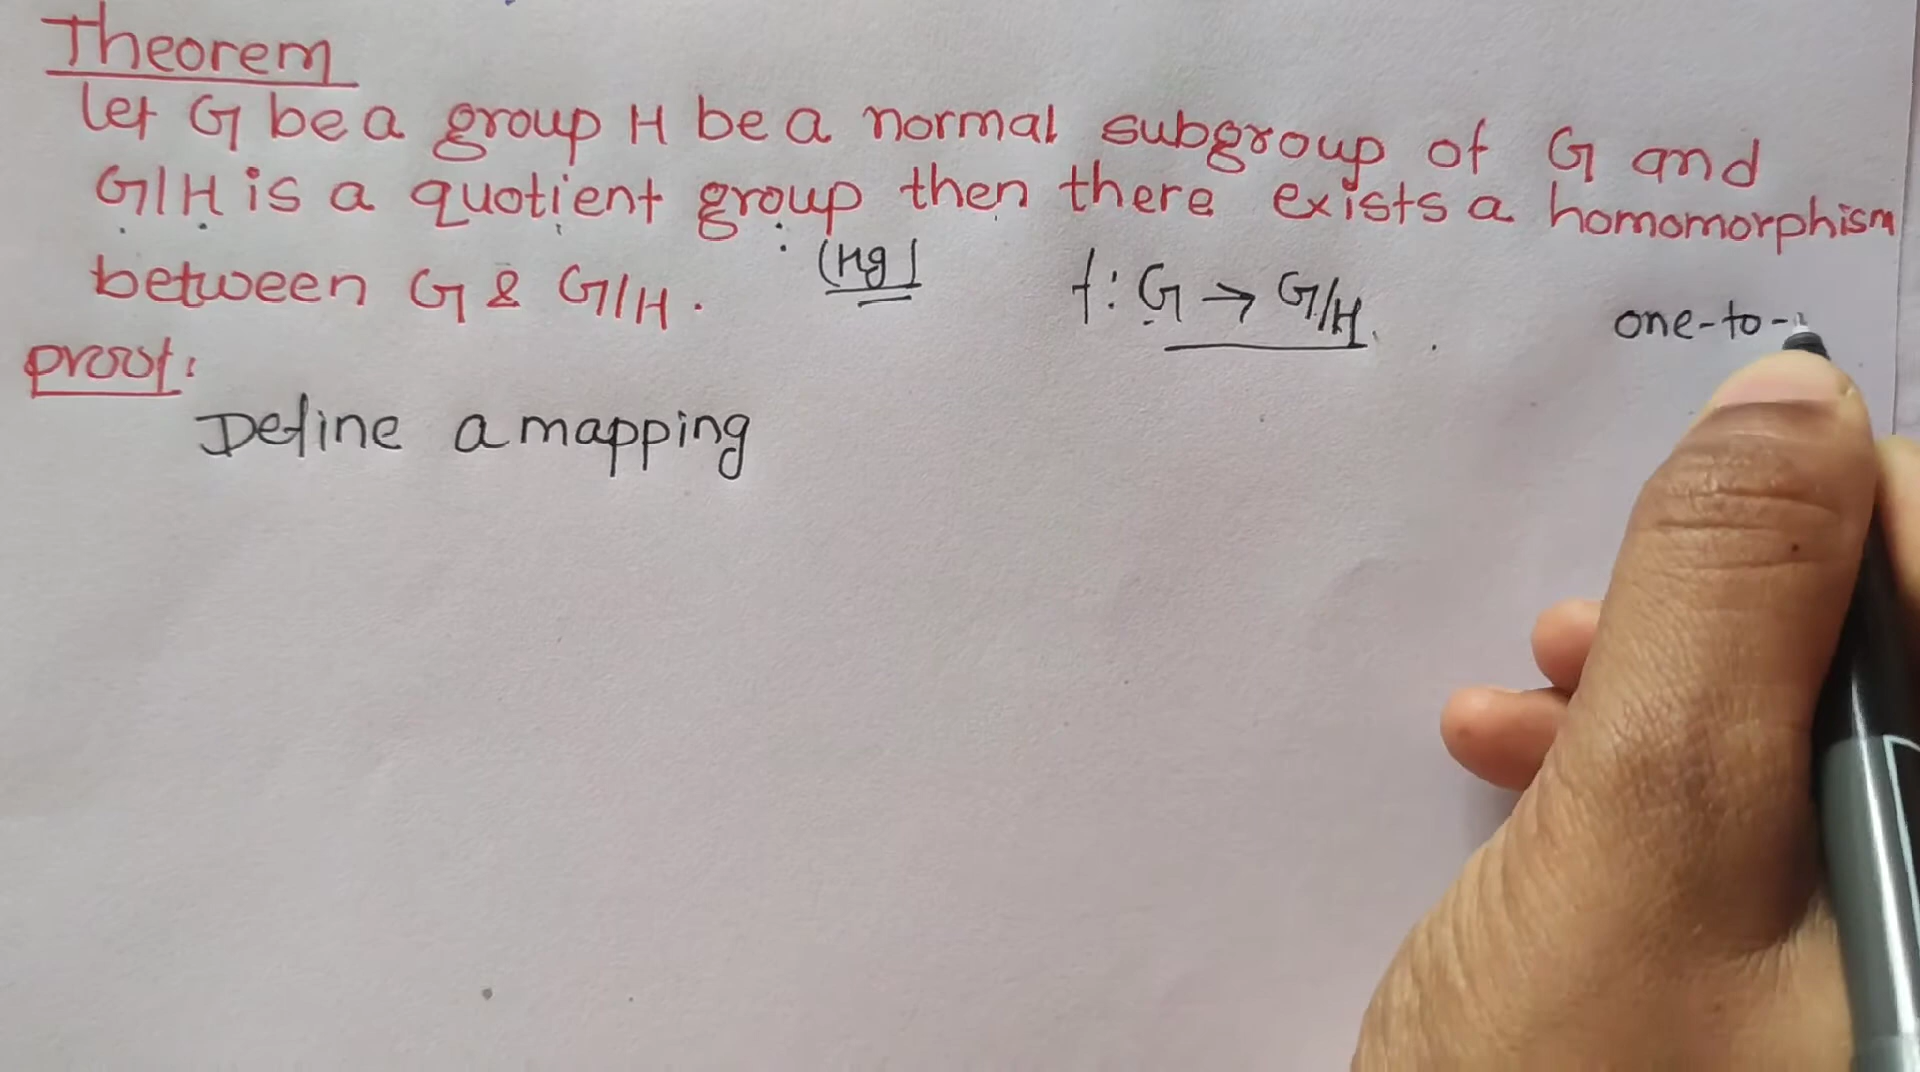 Theorem
Let G be a group H be a normal subgroup of G and
G/H is a quotient group then there exists a homomorphism
between G & G/H.
(Hg)
f: G → G/H.
one-to-
Proof:
Define a mapping